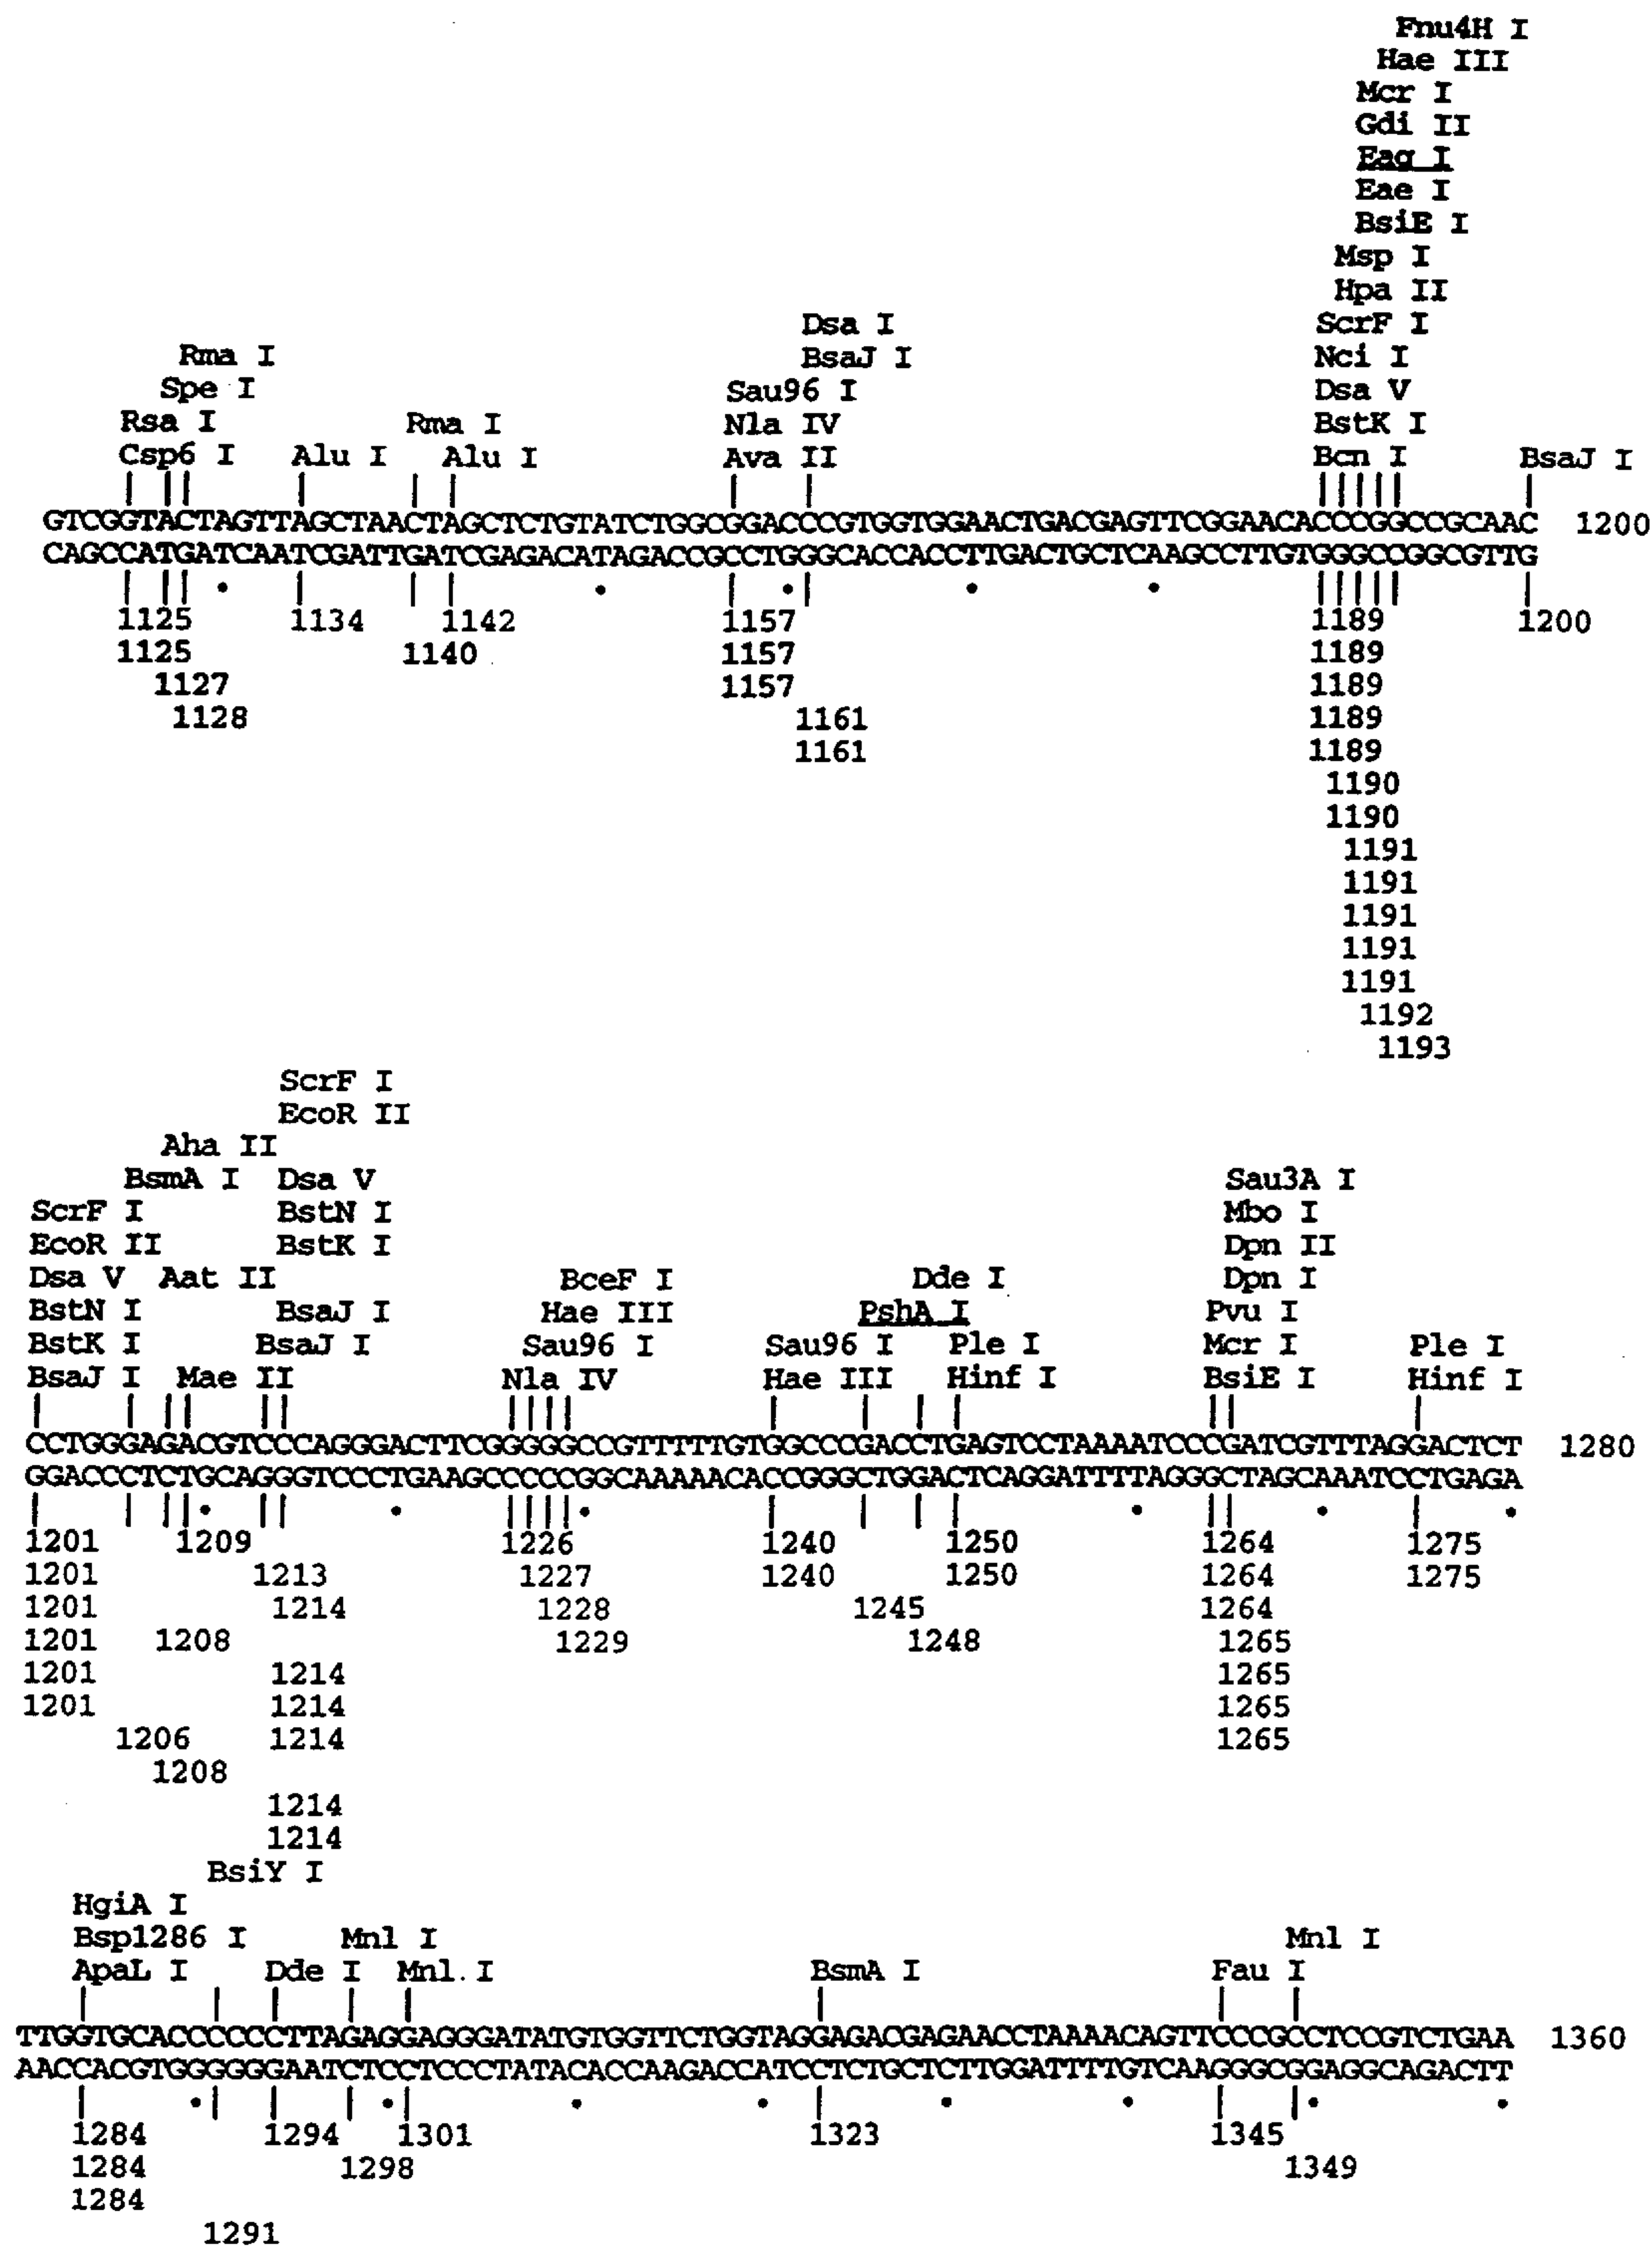 Fnu4H I
Hae III
Mcr I
Gdi II
Eag I
Eae I
BsiE I
Msp I
Hpa II
Dsa I ScrF I
Rma I BsaJ I Nci I
Spe I Sau96 I Dsa V
Rsa I Rma I Nla IV BstK I
Csp6 I Alu I Alu I Ava II Bcn I BsaJ I
GTCGGTACTAGTTAGCTAACTAGCTCTGTATCTGGCGGACCCGTGGTGGAACTGACGAGTTCGGAACACCCGGCCGCAAC 1200
CAGCCATGATCAATCGATTGATCGAGACATAGACCGCCTGGGCACCACCTTGACTGCTCAAGCCTTGTGGGCCGGCGTTG
1125 1134 1142 1157 1189 1200
1125 1140 1157 1189
1127 1157 1189
1128 1161 1189
1161 1189
1190
1190
1191
1191
1191
1191
1191
1192
1193
ScrF I
EcoR II
Aha II
BsmA I Dsa V Sau3A I
ScrF I BstN I Mbo I
EcoR II BstK I Dpn II
Dsa V Aat II BceF I Dde I Dpn I
BstN I BsaJ I Hae III PshA I Pvu I
BstK I BsaJ I Sau96 I Sau96 I Ple I Mcr I Ple I
BsaJ I Mae II Nla IV Hae III Hinf I BsiE I Hinf I
CCTGGGAGACGTCCCAGGGACTTCGGGGGCCGTTTTTGTGGCCCGACCTGAGTCCTAAAATCCCGATCGTTTAGGACTCT 1280
GGACCCTCTGCAGGGTCCCTGAAGCCCCCGGCAAAAACACCGGGCTGGACTCAGGATTTTAGGGCTAGCAAATCCTGAGA
1201 1209 1226 1240 1250 1264 1275
1201 1213 1227 1240 1250 1264 1275
1201 1214 1228 1245 1264
1201 1208 1229 1248 1265
1201 1214 1265
1201 1214 1265
1206 1214 1265
1208
1214
1214
BsiY I
HgiA I
Bsp1286 I Mnl I Mnl I
ApaL I Dde I Mnl. I BsmA I Fau I
TTGGTGCACCCCCCTTAGAGGAGGGATATGTGGTTCTGGTAGGAGACGAGAACCTAAAACAGTTCCCGCCTCCGTCTGAA 1360
AACCACGTGGGGGGAATCTCCTCCCTATACACCAAGACCATCCTCTGCTCTTGGATTTTGTCAAGGGCGGAGGCAGACTT
1284 1294 1301 1323 1345
1284 1298 1349
1284
1291